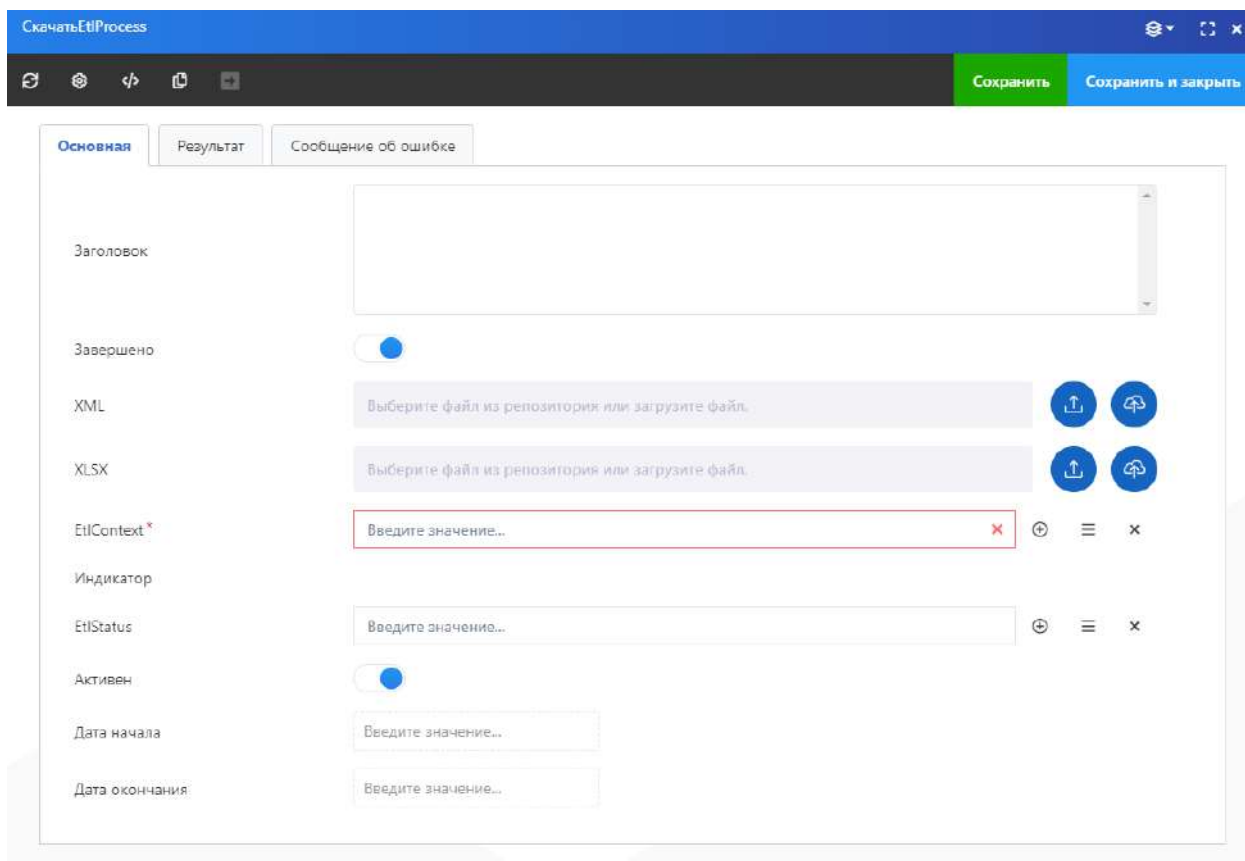 СкачатьEtlProcess
Сохранить Сохранить и закрыть
Основная Результат Сообщение об ошибке
Заголовок
Завершено
XML Выберите файл из репозитория или загрузите файл.
XLSX Выберите файл из репозитория или загрузите файл.
EtlContext* Введите значение...
Индикатор
EtlStatus Введите значение...
Активен
Дата начала Введите значение...
Дата окончания Введите значение...